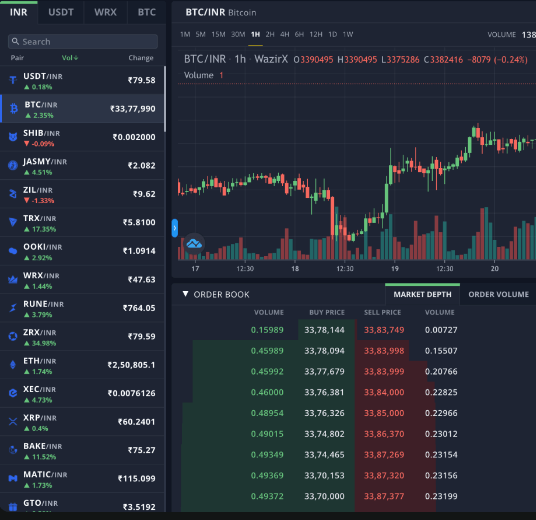 INR USDT WRX BTC
Search
Pair Vol↓ Change
USDT/INR ₹79.58
▲ 0.18%
BTC/INR ₹33,77,990
▲ 2.35%
SHIB/INR ₹0.002000
▼ -0.09%
JASMY/INR ₹2.082
▲ 4.51%
ZIL/INR ₹9.62
▼ -1.33%
TRX/INR ₹5.8100
▲ 17.35%
OOKI/INR ₹1.0914
▲ 2.92%
WRX/INR ₹47.63
▲ 1.44%
RUNE/INR ₹764.05
▲ 3.79%
ZRX/INR ₹79.59
▲ 34.98%
ETH/INR ₹2,50,805.1
▲ 1.74%
XEC/INR ₹0.0076126
▲ 4.73%
XRP/INR ₹60.2401
▲ 0.4%
BAKE/INR ₹75.27
▲ 11.52%
MATIC/INR ₹115.099
▲ 1.73%
GTO/INR ₹3.5192
BTC/INR Bitcoin
1M 5M 15M 30M 1H 2H 4H 6H 12H 1D 1W VOLUME 138
BTC/INR · 1h · WazirX O3390495 H3390495 L3375286 C3382416 −8079 (−0.24%)
Volume 1
17 12:30 18 12:30 19 12:30 20
▼ ORDER BOOK MARKET DEPTH ORDER VOLUME
VOLUME BUY PRICE SELL PRICE VOLUME
0.15989 33,78,144 33,83,749 0.00727
0.45989 33,78,094 33,83,998 0.15507
0.45992 33,77,679 33,83,999 0.20766
0.46000 33,76,381 33,84,000 0.22825
0.48954 33,76,326 33,85,000 0.22966
0.49015 33,74,802 33,86,370 0.23012
0.49349 33,74,465 33,87,269 0.23154
0.49369 33,70,153 33,87,320 0.23156
0.49372 33,70,000 33,87,377 0.23199